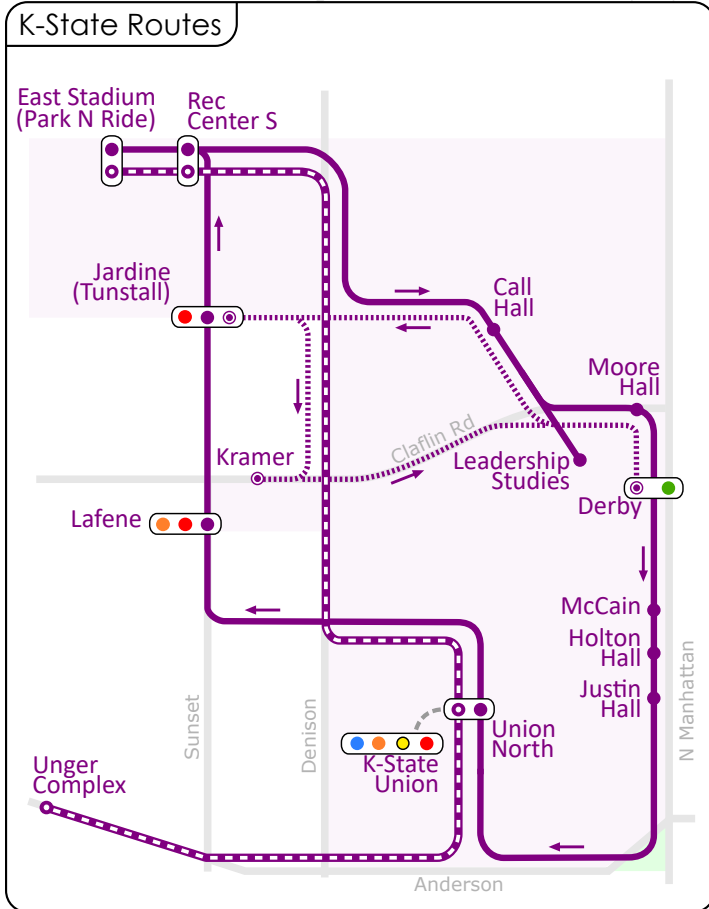 K-State Routes
East Stadium
(Park N Ride)
Rec
Center S
Jardine
(Tunstall)
Call
Hall
Moore
Hall
Claflin Rd
Kramer
Leadership
Studies
Derby
Lafene
McCain
Holton
Hall
Justin
Hall
Sunset
Denison
N Manhattan
Union
North
K-State
Union
Unger
Complex
Anderson